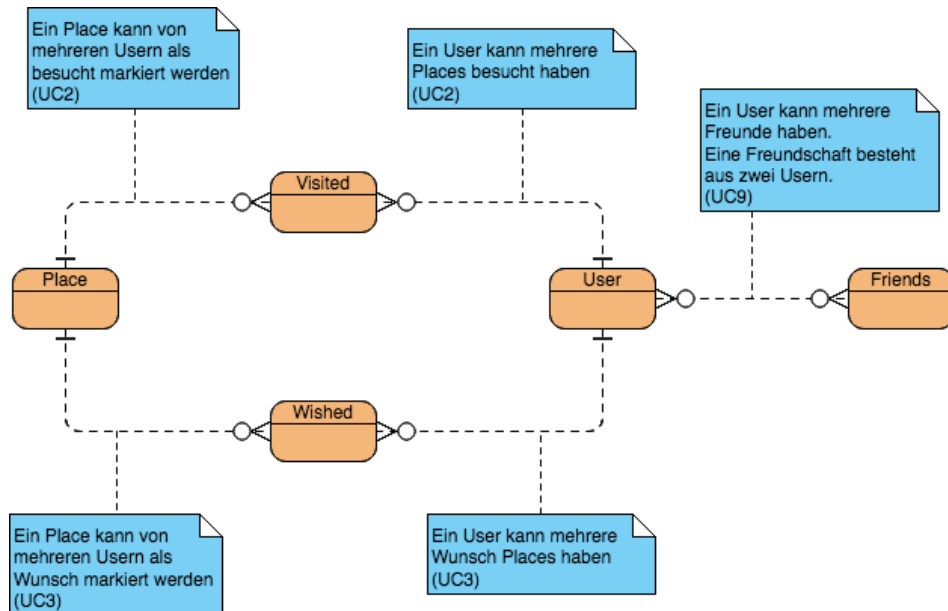 Ein Place kann von
mehreren Usern als
besucht markiert werden
(UC2)
Ein User kann mehrere
Places besucht haben
(UC2)
Ein User kann mehrere
Freunde haben.
Eine Freundschaft besteht
aus zwei Usern.
(UC9)
Visited
Place
User
Friends
Wished
Ein Place kann von
mehreren Usern als
Wunsch markiert werden
(UC3)
Ein User kann mehrere
Wunsch Places haben
(UC3)